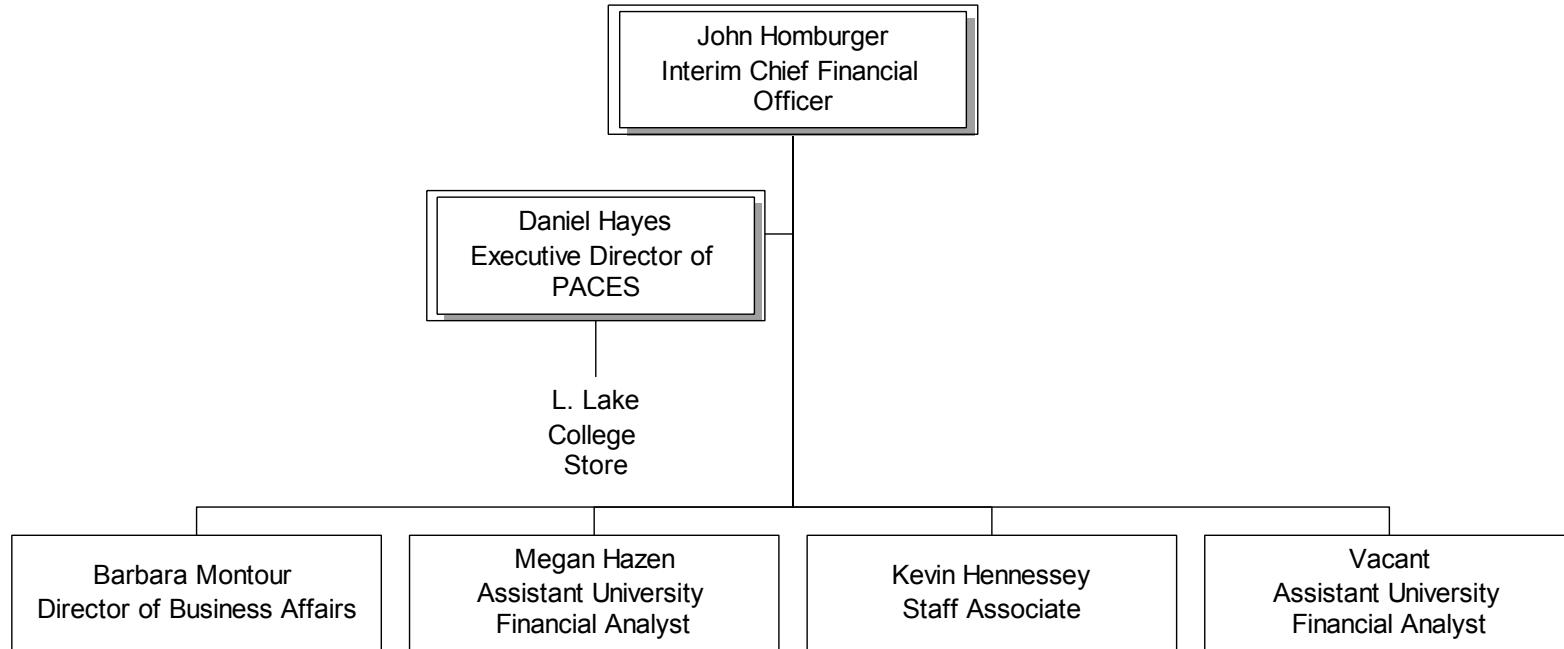 John Homburger
Interim Chief Financial
Officer
Daniel Hayes
Executive Director of
PACES
L. Lake
College
Store
Barbara Montour
Director of Business Affairs
Megan Hazen
Assistant University
Financial Analyst
Kevin Hennessey
Staff Associate
Vacant
Assistant University
Financial Analyst